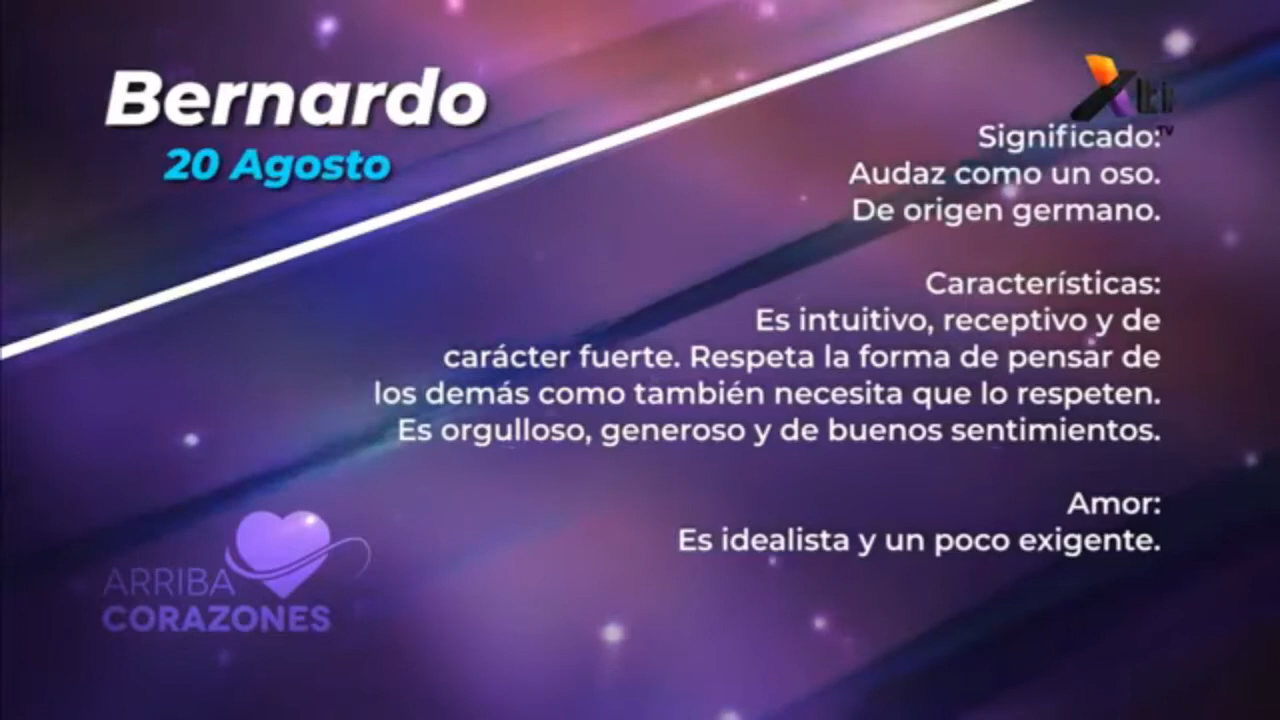 Bernardo
20 Agosto
Significado:
Audaz como un oso.
De origen germano.
Características:
Es intuitivo, receptivo y de
carácter fuerte. Respeta la forma de pensar de
los demás como también necesita que lo respeten.
Es orgulloso, generoso y de buenos sentimientos.
Amor:
Es idealista y un poco exigente.
ARRIBA
CORAZONES
TV